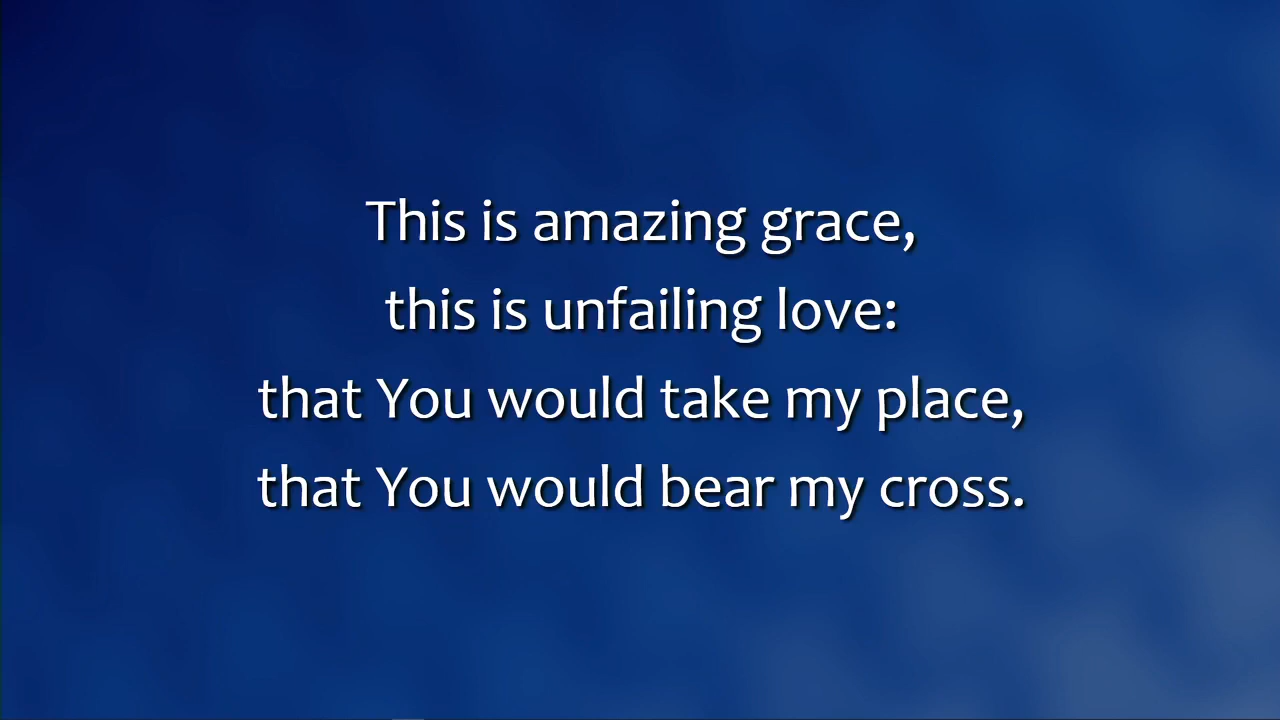 This is amazing grace,
this is unfailing love:
that You would take my place,
that You would bear my cross.